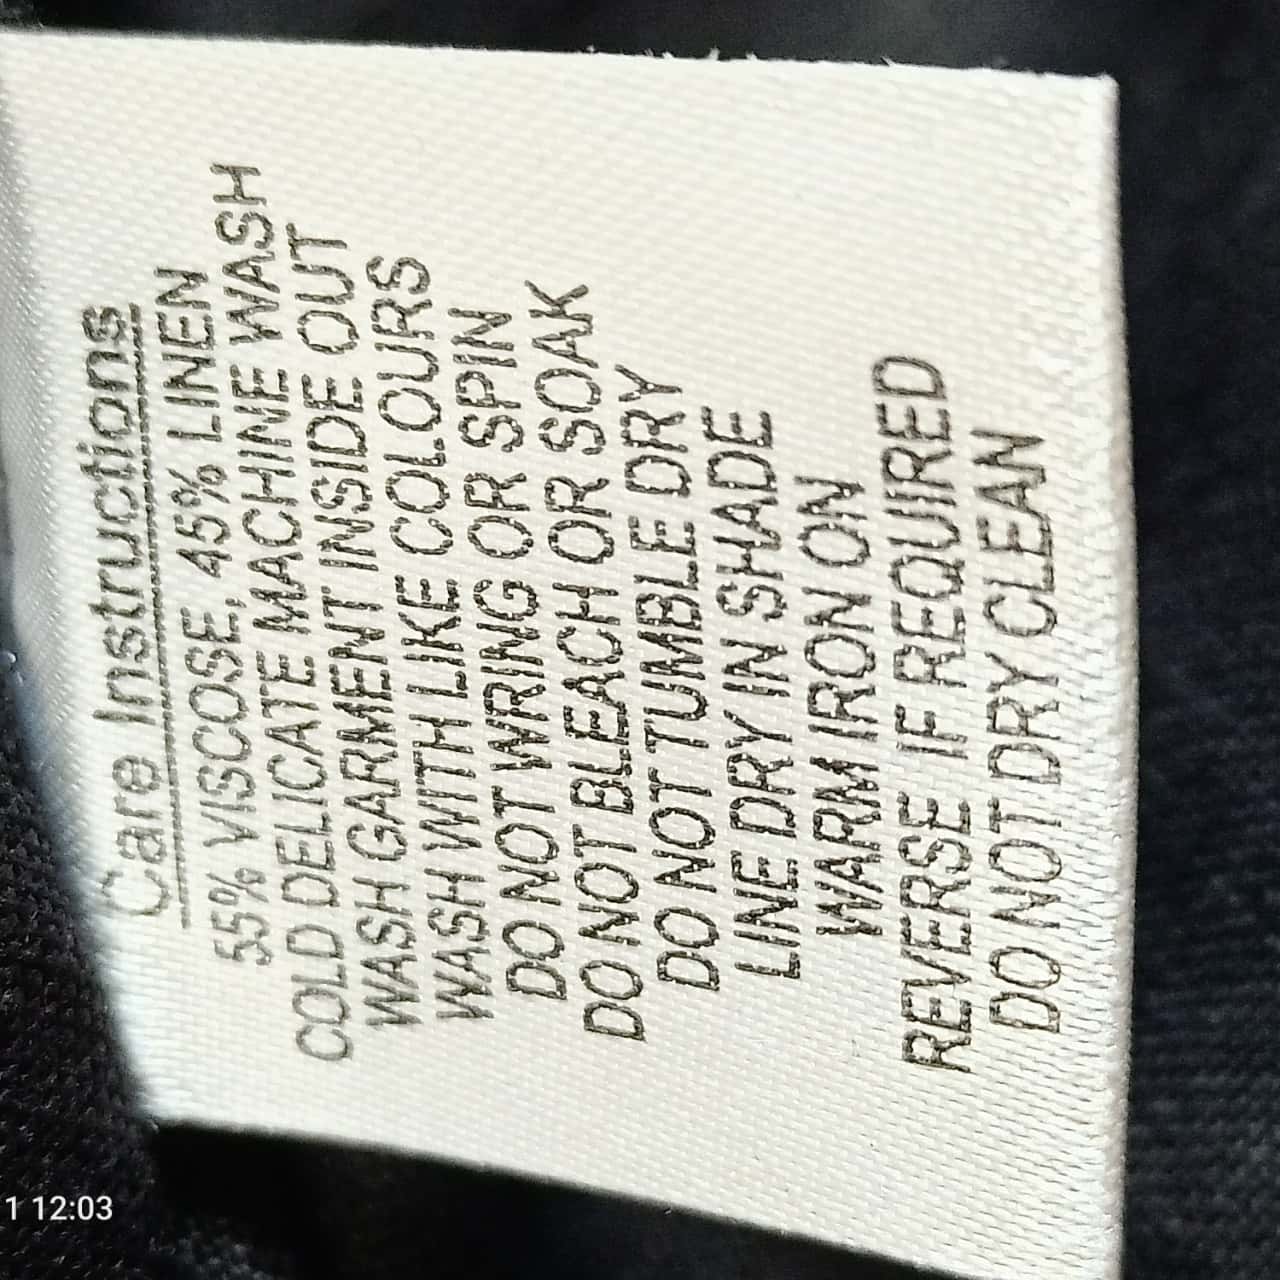 Care Instructions
55% VISCOSE, 45% LINEN
COLD DELICATE MACHINE WASH
WASH GARMENT INSIDE OUT
WASH WITH LIKE COLOURS
DO NOT WRING OR SPIN
DO NOT BLEACH OR SOAK
DO NOT TUMBLE DRY
LINE DRY IN SHADE
WARM IRON ON
REVERSE IF REQUIRED
DO NOT DRY CLEAN
1 12:03